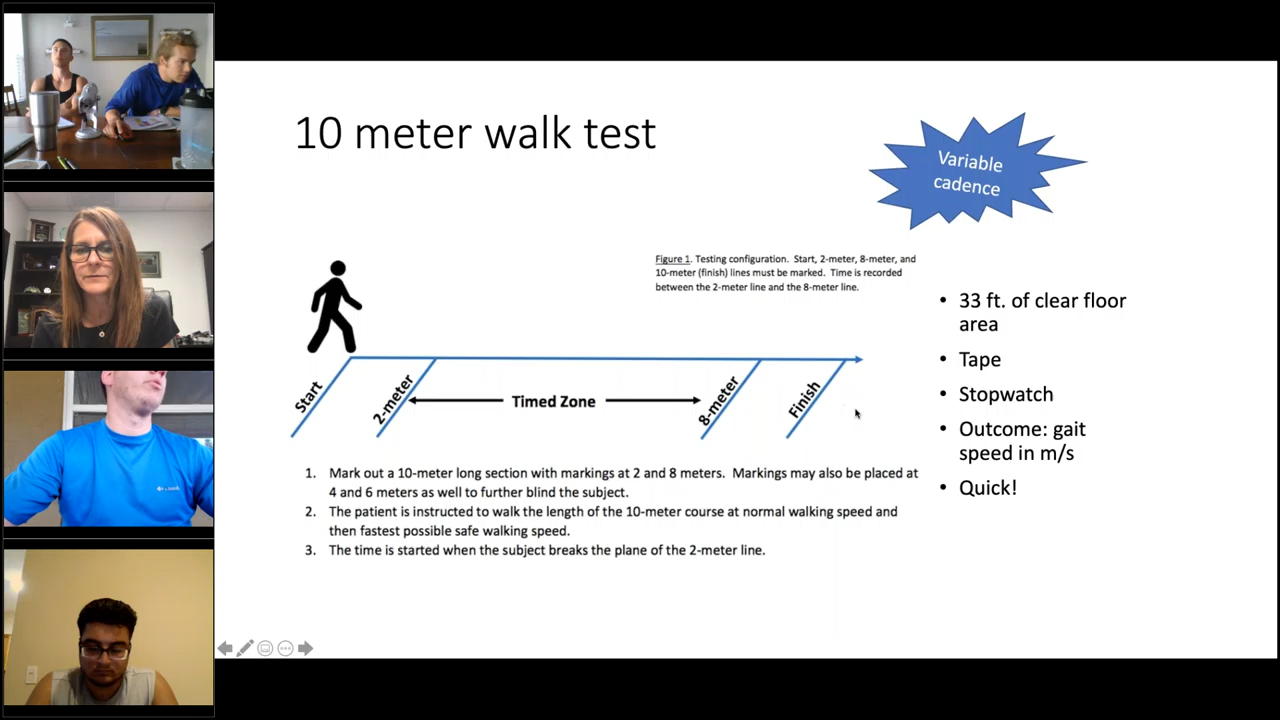 10 meter walk test
Variable
cadence
Figure 1. Testing configuration. Start, 2-meter, 8-meter, and
10-meter (finish) lines must be marked. Time is recorded
between the 2-meter line and the 8-meter line.
Start
2-meter
Timed Zone
8-meter
Finish
1. Mark out a 10-meter long section with markings at 2 and 8 meters. Markings may also be placed at
4 and 6 meters as well to further blind the subject.
2. The patient is instructed to walk the length of the 10-meter course at normal walking speed and
then fastest possible safe walking speed.
3. The time is started when the subject breaks the plane of the 2-meter line.
• 33 ft. of clear floor
area
• Tape
• Stopwatch
• Outcome: gait
speed in m/s
• Quick!